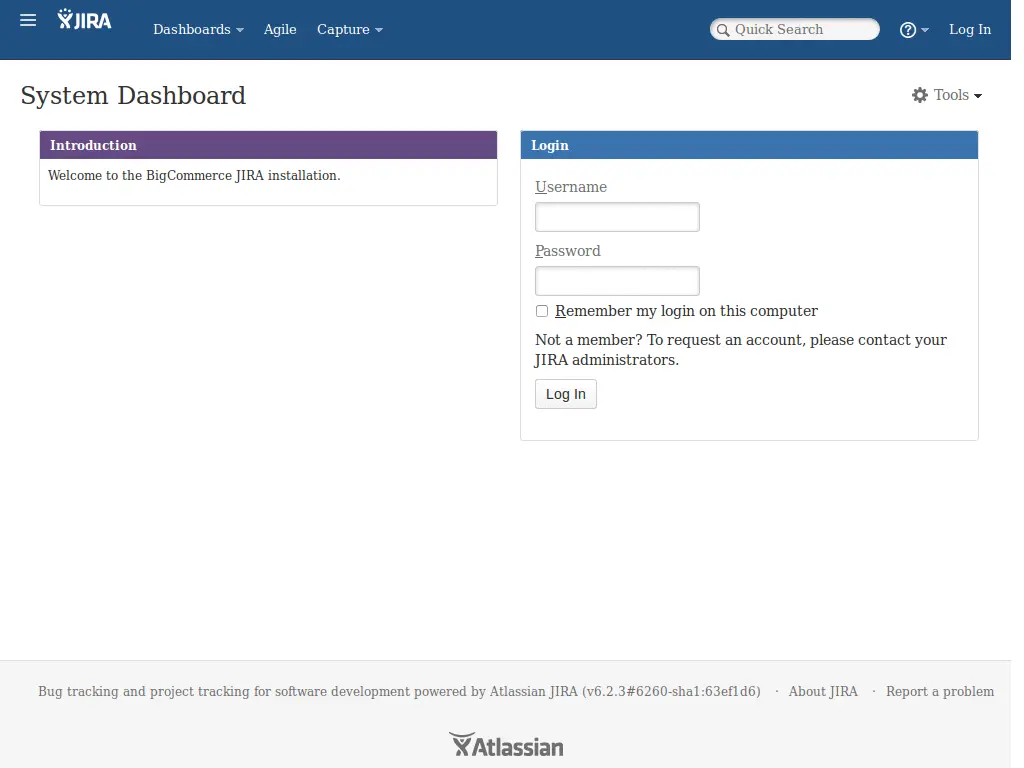 JIRA
Dashboards
Agile
Capture
Quick Search
Log In
System Dashboard
Tools
Introduction
Welcome to the BigCommerce JIRA installation.
Login
Username
Password
Remember my login on this computer
Not a member? To request an account, please contact your
JIRA administrators.
Log In
Bug tracking and project tracking for software development powered by Atlassian JIRA (v6.2.3#6260-sha1:63ef1d6) · About JIRA · Report a problem
Atlassian